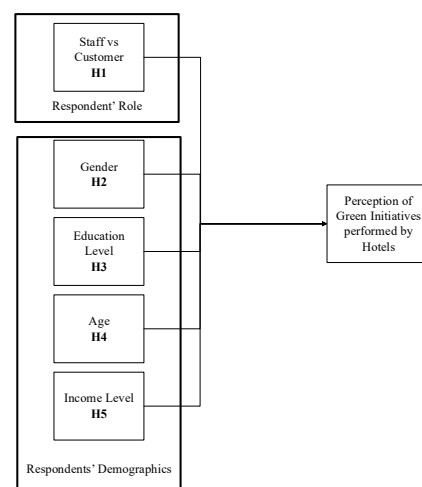 Staff vs
Customer
H1
Respondent' Role
Gender
H2
Education
Level
H3
Age
H4
Income Level
H5
Respondents' Demographics
Perception of
Green Initiatives
performed by
Hotels